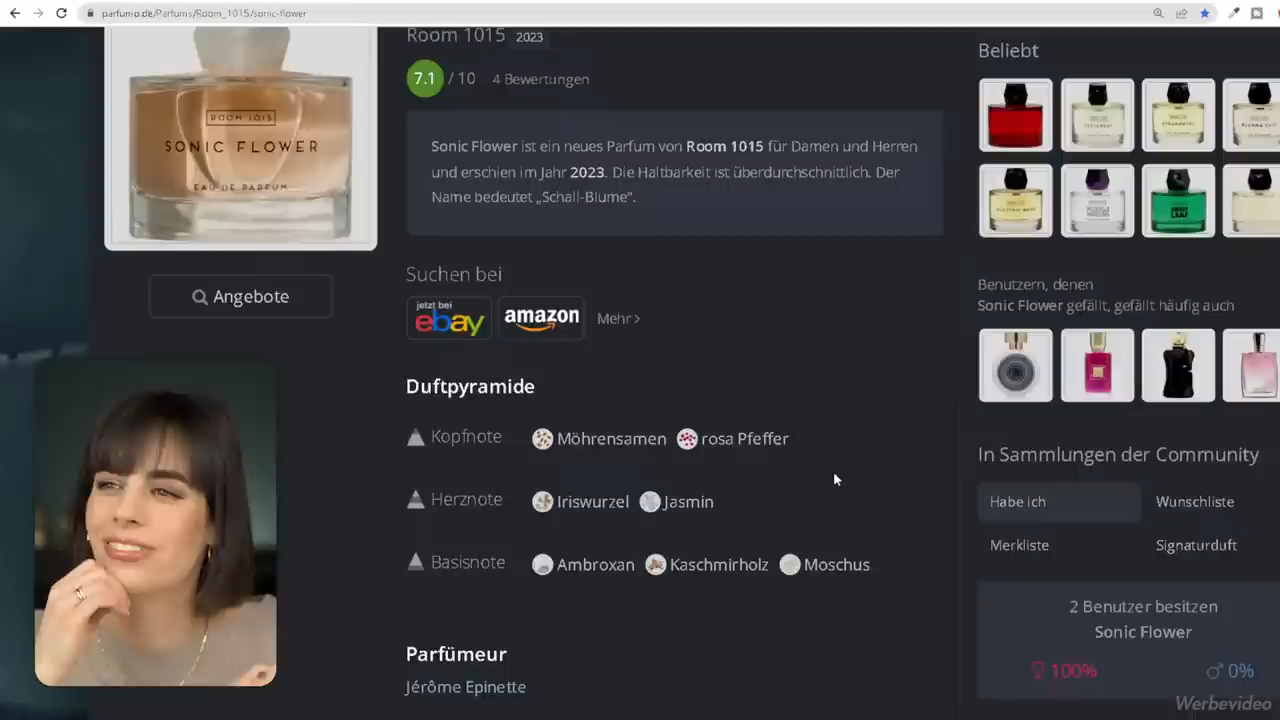 parfumo.de/Parfums/Room_1015/sonic-flower
Room 1015 2023
7.1 / 10 4 Bewertungen
Sonic Flower ist ein neues Parfum von Room 1015 für Damen und Herren
und erschien im Jahr 2023. Die Haltbarkeit ist überdurchschnittlich. Der
Name bedeutet „Schall-Blume".
ROOM 1015
SONIC FLOWER
EAU DE PARFUM
Angebote
Suchen bei
jetzt bei
ebay
amazon
Mehr >
Duftpyramide
Kopfnote Möhrensamen rosa Pfeffer
Herznote Iriswurzel Jasmin
Basisnote Ambroxan Kaschmirholz Moschus
Parfümeur
Jérôme Epinette
Beliebt
Benutzern, denen
Sonic Flower gefällt, gefällt häufig auch
In Sammlungen der Community
Habe ich Wunschliste
Merkliste Signaturduft
2 Benutzer besitzen
Sonic Flower
♀ 100% ♂ 0%
Werbevideo